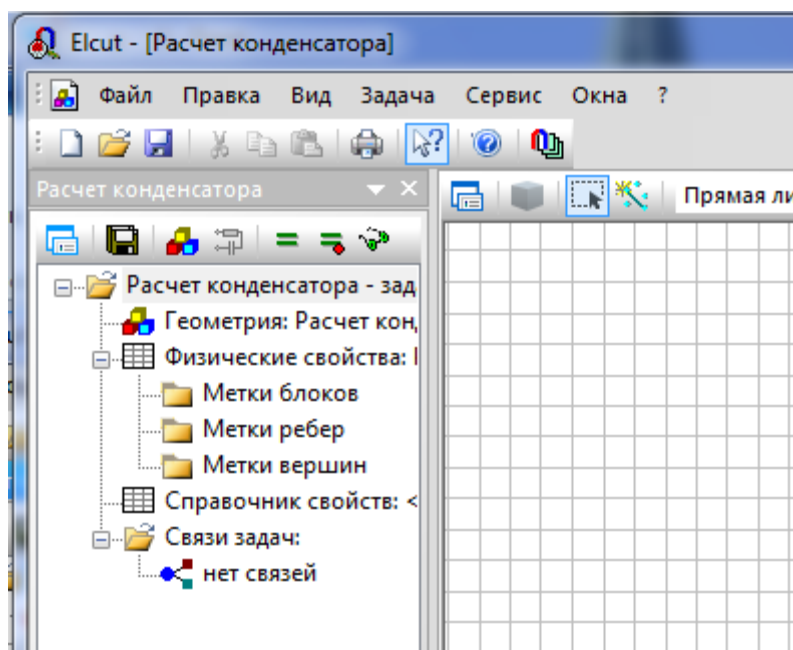 Elcut - [Расчет конденсатора]
Файл Правка Вид Задача Сервис Окна ?
Расчет конденсатора
Прямая ли
Расчет конденсатора - зад
Геометрия: Расчет кон
Физические свойства:
Метки блоков
Метки ребер
Метки вершин
Справочник свойств: <
Связи задач:
нет связей